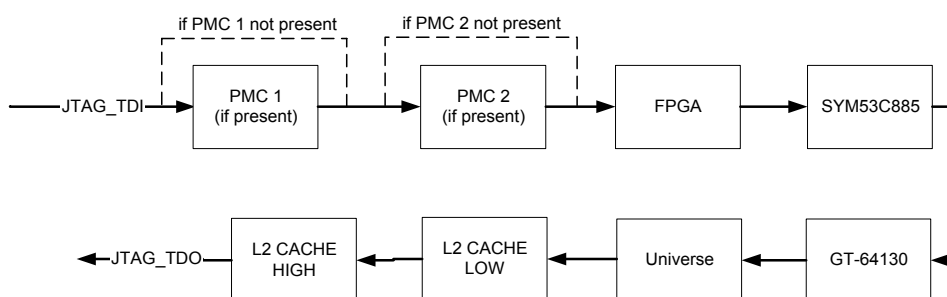 if PMC 1 not present
if PMC 2 not present
JTAG_TDI
PMC 1
(if present)
PMC 2
(if present)
FPGA
SYM53C885
JTAG_TDO
L2 CACHE
HIGH
L2 CACHE
LOW
Universe
GT-64130